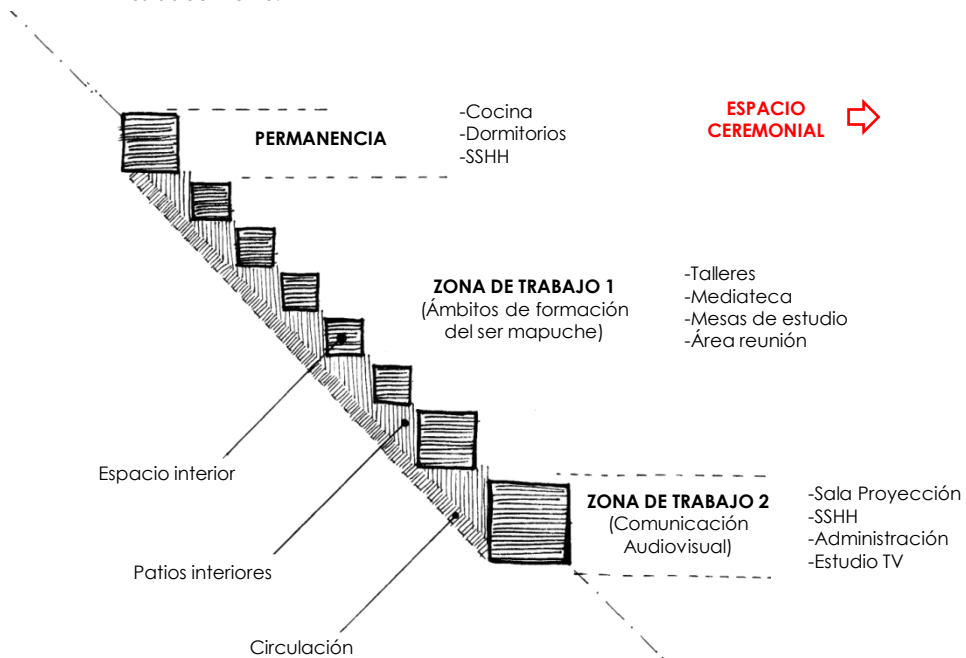 PERMANENCIA
-Cocina
-Dormitorios
-SSHH
ESPACIO
CEREMONIAL
ZONA DE TRABAJO 1
(Ámbitos de formación
del ser mapuche)
-Talleres
-Mediateca
-Mesas de estudio
-Área reunión
Espacio interior
ZONA DE TRABAJO 2
(Comunicación
Audiovisual)
-Sala Proyección
-SSHH
-Administración
-Estudio TV
Patios interiores
Circulación